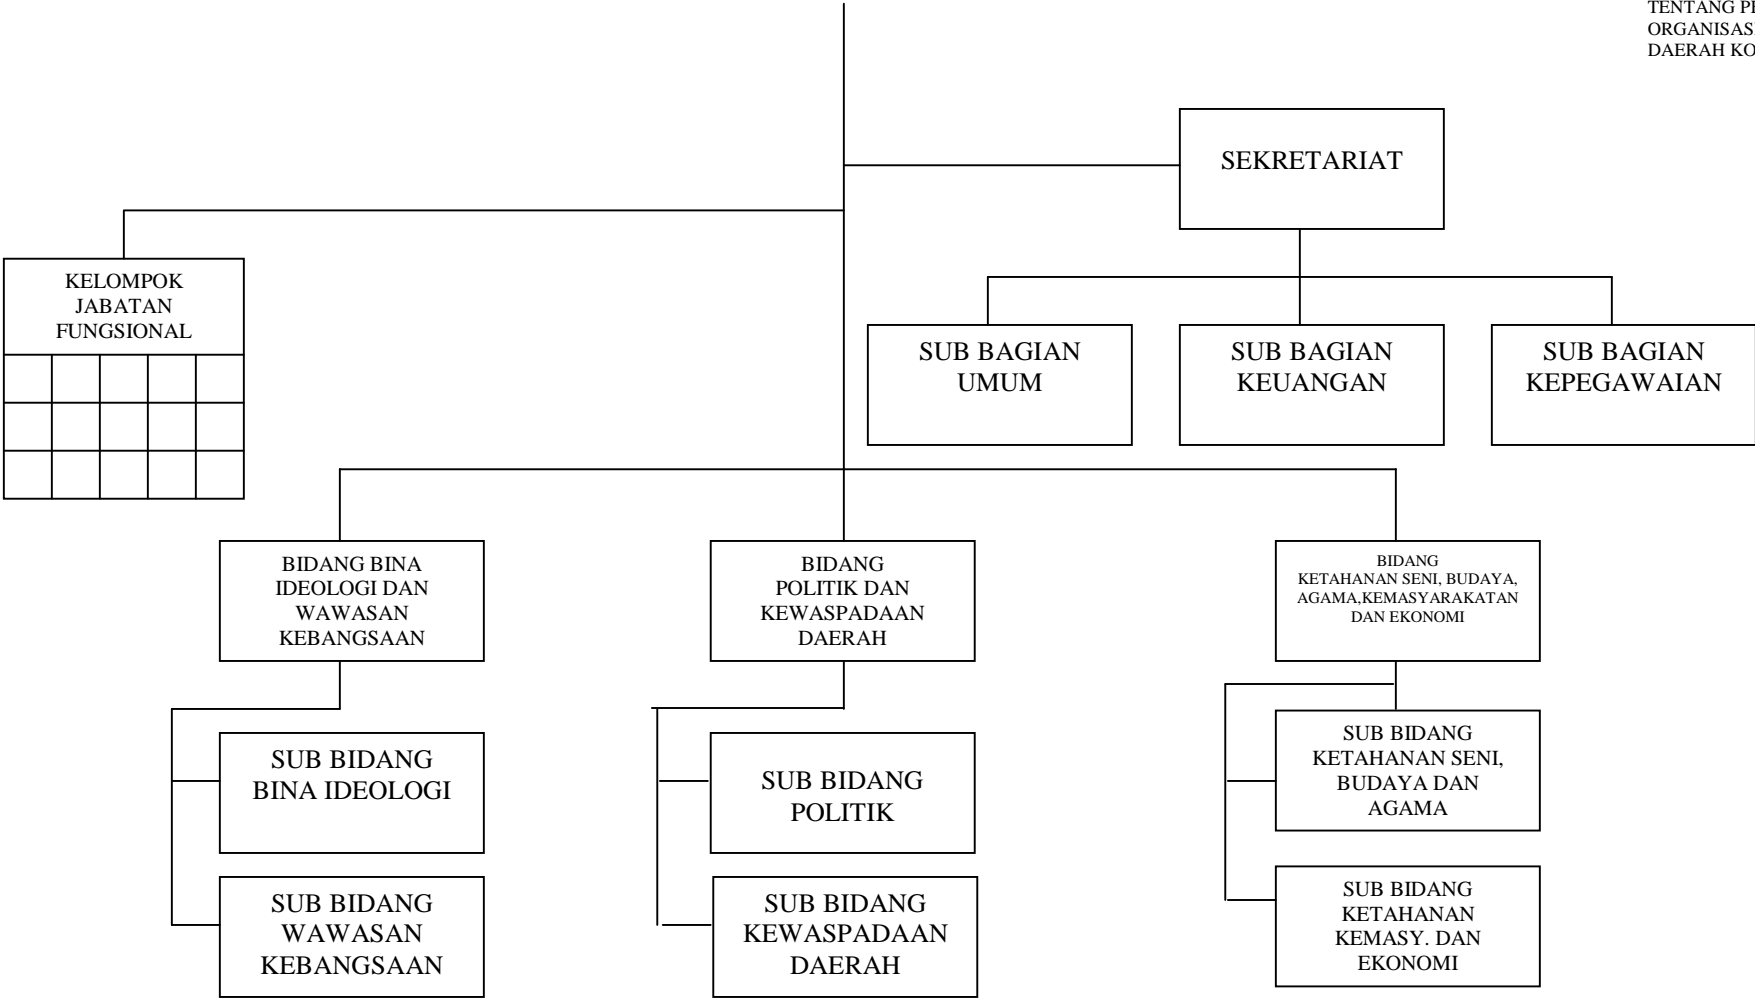 TENTANG
ORGANISAS
DAERAH
SEKRETARIAT
KELOMPOK
JABATAN
FUNGSIONAL
SUB BAGIAN
UMUM
SUB BAGIAN
KEUANGAN
SUB BAGIAN
KEPEGAWAIAN
BIDANG BINA
IDEOLOGI DAN
WAWASAN
KEBANGSAAN
BIDANG
POLITIK DAN
KEWASPADAAN
DAERAH
BIDANG
KETAHANAN SENI, BUDAYA,
AGAMA,KEMASYARAKATAN
DAN EKONOMI
SUB BIDANG
BINA IDEOLOGI
SUB BIDANG
POLITIK
SUB BIDANG
KETAHANAN SENI,
BUDAYA DAN
AGAMA
SUB BIDANG
WAWASAN
KEBANGSAAN
SUB BIDANG
KEWASPADAAN
DAERAH
SUB BIDANG
KETAHANAN
KEMASY. DAN
EKONOMI